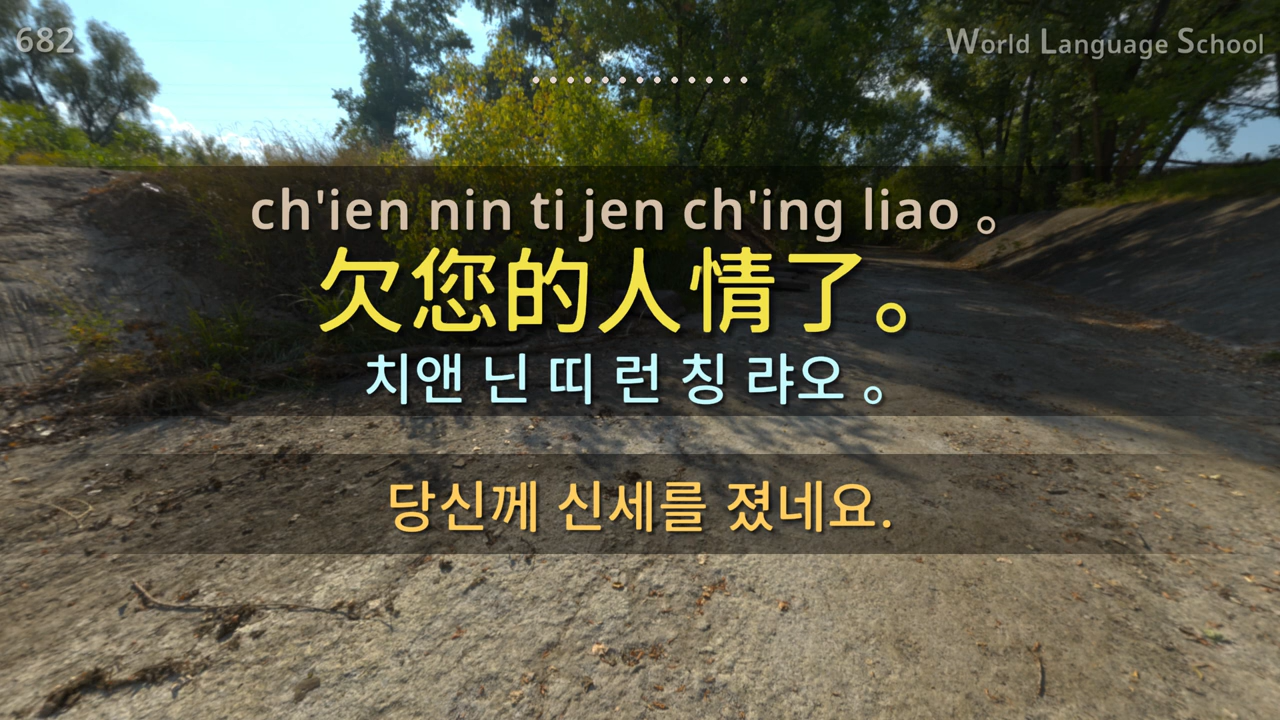 682
World Language School
ch'ien nin ti jen ch'ing liao 。
欠您的人情了。
치앤 닌 띠 런 칭 랴오 。
당신께 신세를 졌네요.